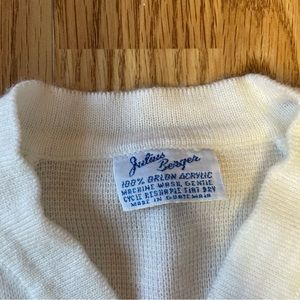 Julius
Berger
100% ORLON ACRYLIC
MACHINE WASH, GENTLE
CYCLE RESHAPE FLAT DRY
MADE IN GUATEMALA